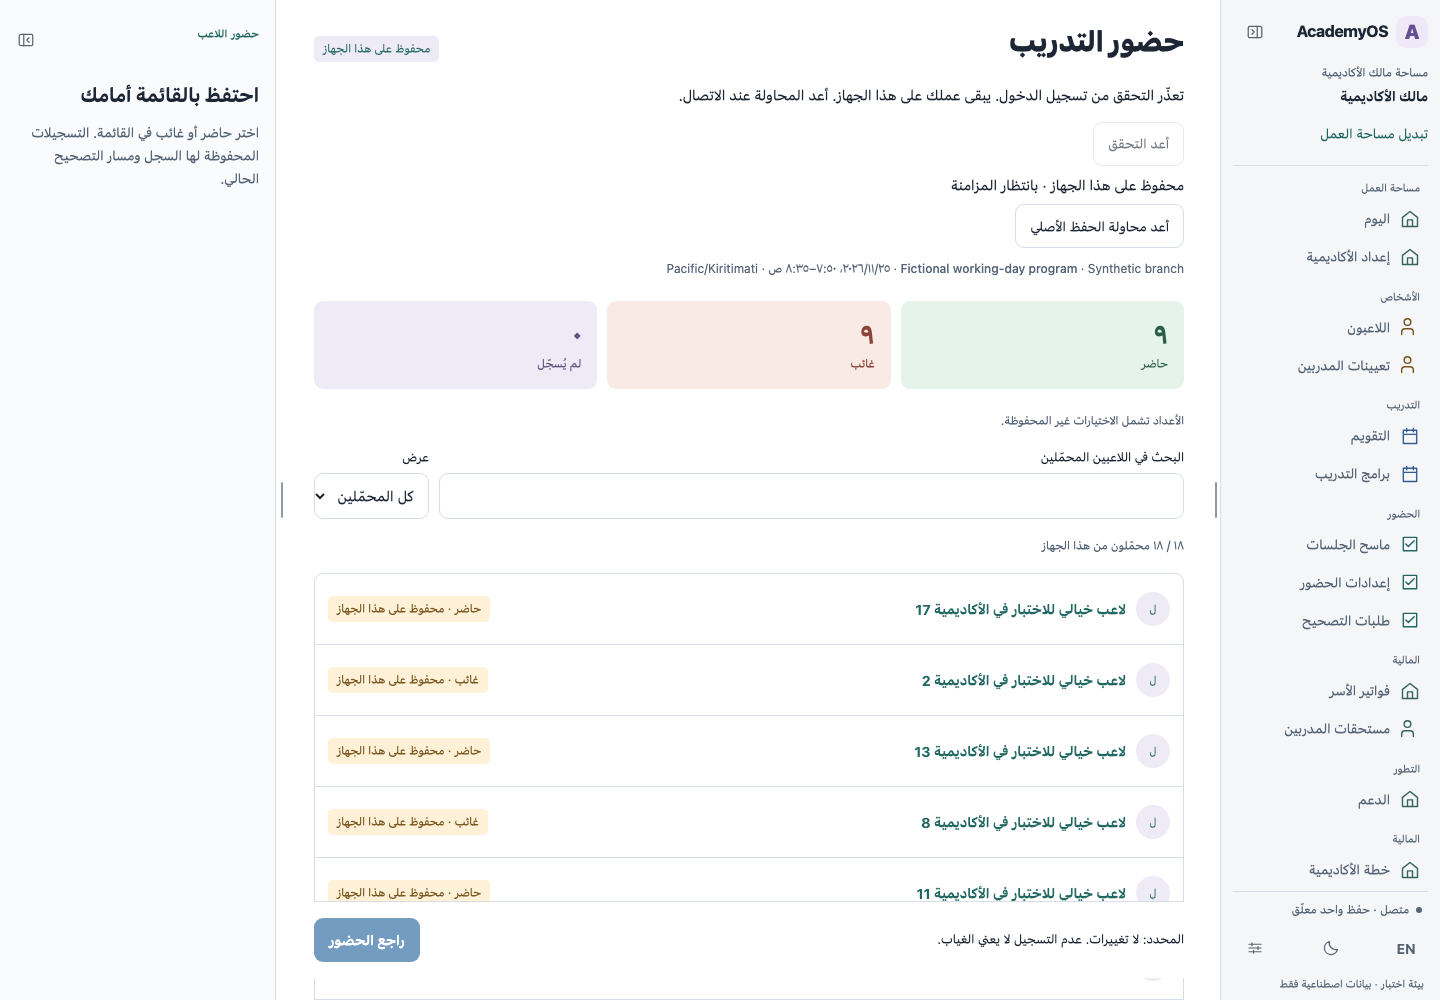 A AcademyOS
مساحة مالك الأكاديمية
مالك الأكاديمية
تبديل مساحة العمل
مساحة العمل
اليوم
إعداد الأكاديمية
الأشخاص
اللاعبون
تعيينات المدربين
التدريب
التقويم
برامج التدريب
الحضور
ماسح الجلسات
إعدادات الحضور
طلبات التصحيح
المالية
فواتير الأسر
مستحقات المدربين
التطور
الدعم
المالية
خطة الأكاديمية
متصل · حفظ واحد معلّق
EN
بيئة اختبار · بيانات اصطناعية فقط
حضور التدريب
محفوظ على هذا الجهاز
تعذّر التحقق من تسجيل الدخول. يبقى عملك على هذا الجهاز. أعد المحاولة عند الاتصال.
أعد التحقق
محفوظ على هذا الجهاز · بانتظار المزامنة
أعد محاولة الحفظ الأصلي
Synthetic branch · Fictional working-day program · ٢٥‏/١١‏/٢٠٢٦، ٧:٥٠–٨:٣٥ ص · Pacific/Kiritimati
٩
حاضر
٩
غائب
٠
لم يُسجّل
الأعداد تشمل الاختيارات غير المحفوظة.
البحث في اللاعبين المحمّلين
عرض
كل المحمّلين
١٨ / ١٨ محمّلون من هذا الجهاز
ل لاعب خيالي للاختبار في الأكاديمية 17 حاضر · محفوظ على هذا الجهاز
ل لاعب خيالي للاختبار في الأكاديمية 2 غائب · محفوظ على هذا الجهاز
ل لاعب خيالي للاختبار في الأكاديمية 13 حاضر · محفوظ على هذا الجهاز
ل لاعب خيالي للاختبار في الأكاديمية 8 غائب · محفوظ على هذا الجهاز
ل لاعب خيالي للاختبار في الأكاديمية 11 حاضر · محفوظ على هذا الجهاز
المحدد: لا تغييرات. عدم التسجيل لا يعني الغياب.
راجع الحضور
حضور اللاعب
احتفظ بالقائمة أمامك
اختر حاضر أو غائب في القائمة. التسجيلات
المحفوظة لها السجل ومسار التصحيح
الحالي.